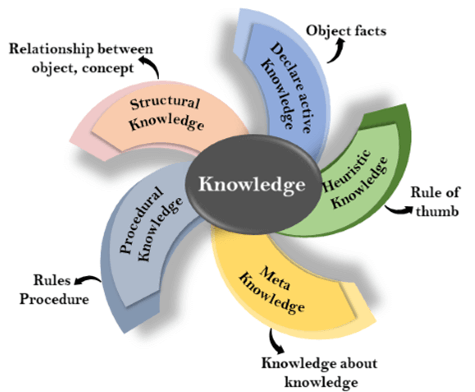 Object facts
Relationship between
object, concept
Declare active
Knowledge
Structural
Knowledge
Knowledge
Heuristic
Knowledge
Rule of
thumb
Procedural
Knowledge
Meta
Knowledge
Rules
Procedure
Knowledge about
knowledge